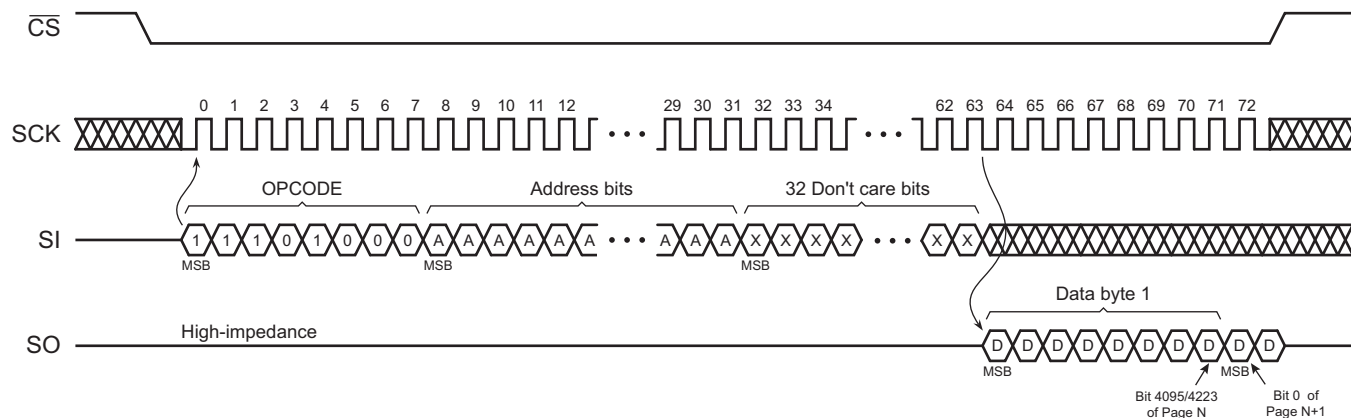 CS
0 1 2 3 4 5 6 7 8 9 10 11 12 29 30 31 32 33 34 62 63 64 65 66 67 68 69 70 71 72
SCK • • • • • •
OPCODE Address bits 32 Don't care bits
SI 1 1 1 0 1 0 0 0 A A A A A A • • • A A A X X X X • • • X X
MSB MSB MSB
Data byte 1
High-impedance
SO D D D D D D D D D D
MSB MSB
Bit 4095/4223
of Page N
Bit 0 of
Page N+1